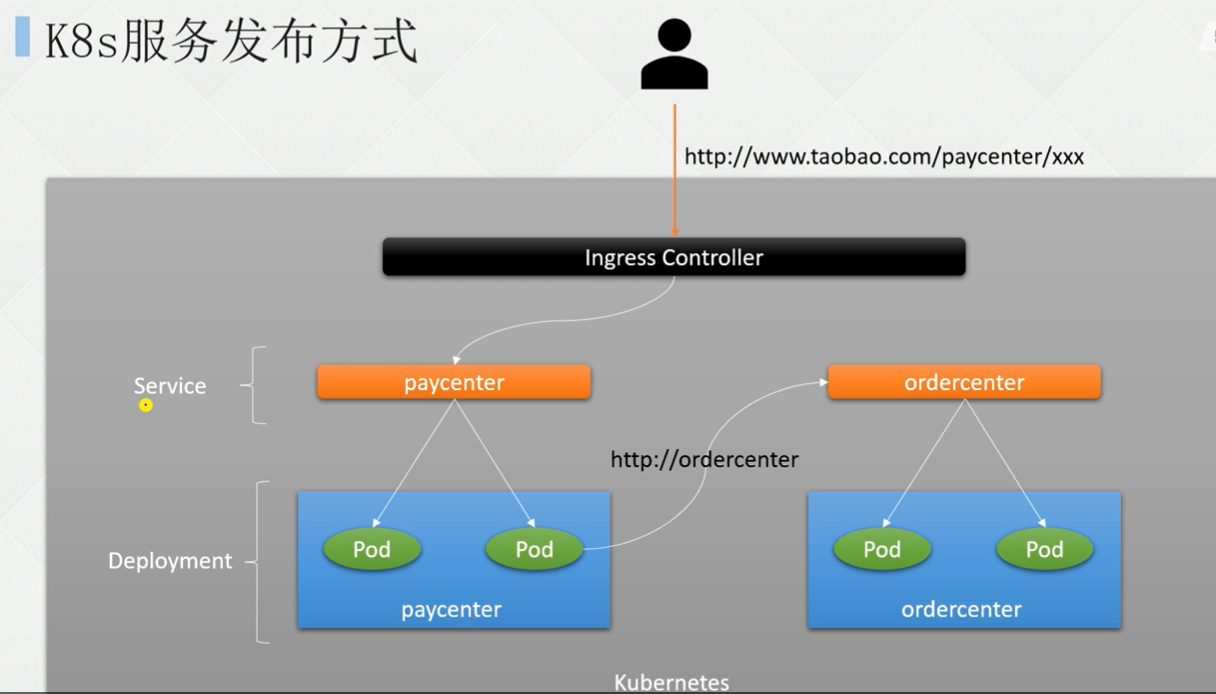 K8s服务发布方式
http://www.taobao.com/paycenter/xxx
Ingress Controller
Service
paycenter
ordercenter
http://ordercenter
Deployment
Pod
Pod
paycenter
Pod
Pod
ordercenter
Kubernetes